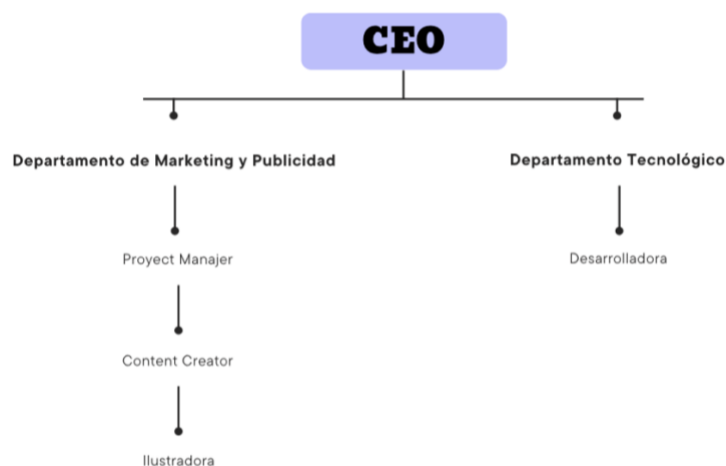 CEO
Departamento de Marketing y Publicidad
Departamento Tecnológico
Proyect Manajer
Desarrolladora
Content Creator
Ilustradora